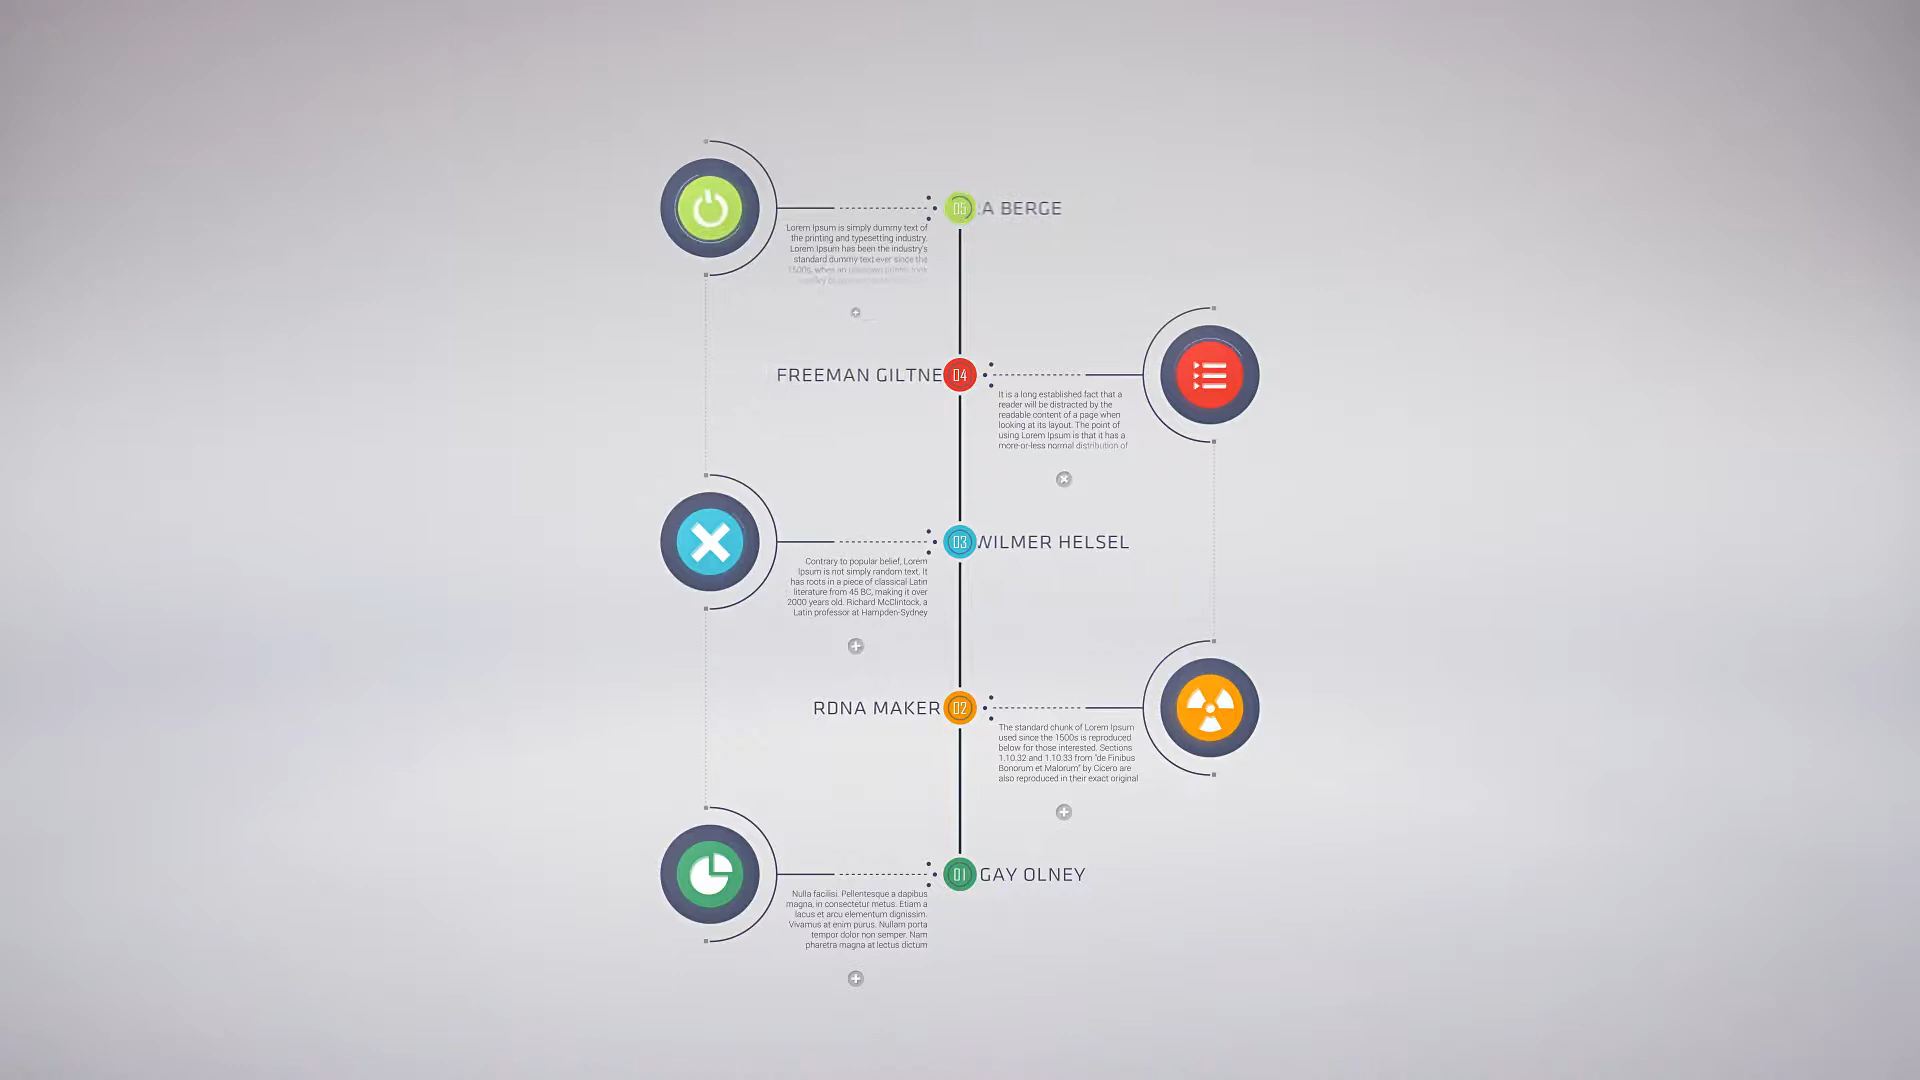 05 A BERGE
Lorem Ipsum is simply dummy text of
the printing and typesetting industry.
Lorem Ipsum has been the industry's
standard dummy text ever since the
1500s, when an unknown printer took
FREEMAN GILTNE 04
It is a long established fact that a
reader will be distracted by the
readable content of a page when
looking at its layout. The point of
using Lorem Ipsum is that it has a
more-or-less normal distribution of
03 WILMER HELSEL
Contrary to popular belief, Lorem
Ipsum is not simply random text. It
has roots in a piece of classical Latin
literature from 45 BC, making it over
2000 years old. Richard McClintock, a
Latin professor at Hampden-Sydney
RDNA MAKER 02
The standard chunk of Lorem Ipsum
used since the 1500s is reproduced
below for those interested. Sections
1.10.32 and 1.10.33 from "de Finibus
Bonorum et Malorum" by Cicero are
also reproduced in their exact original
01 GAY OLNEY
Nulla facilisi. Pellentesque a dapibus
magna, in consectetur metus. Etiam a
lacus et arcu elementum dignissim.
Vivamus at enim purus. Nullam porta
tempor dolor non semper. Nam
pharetra magna at lectus dictum